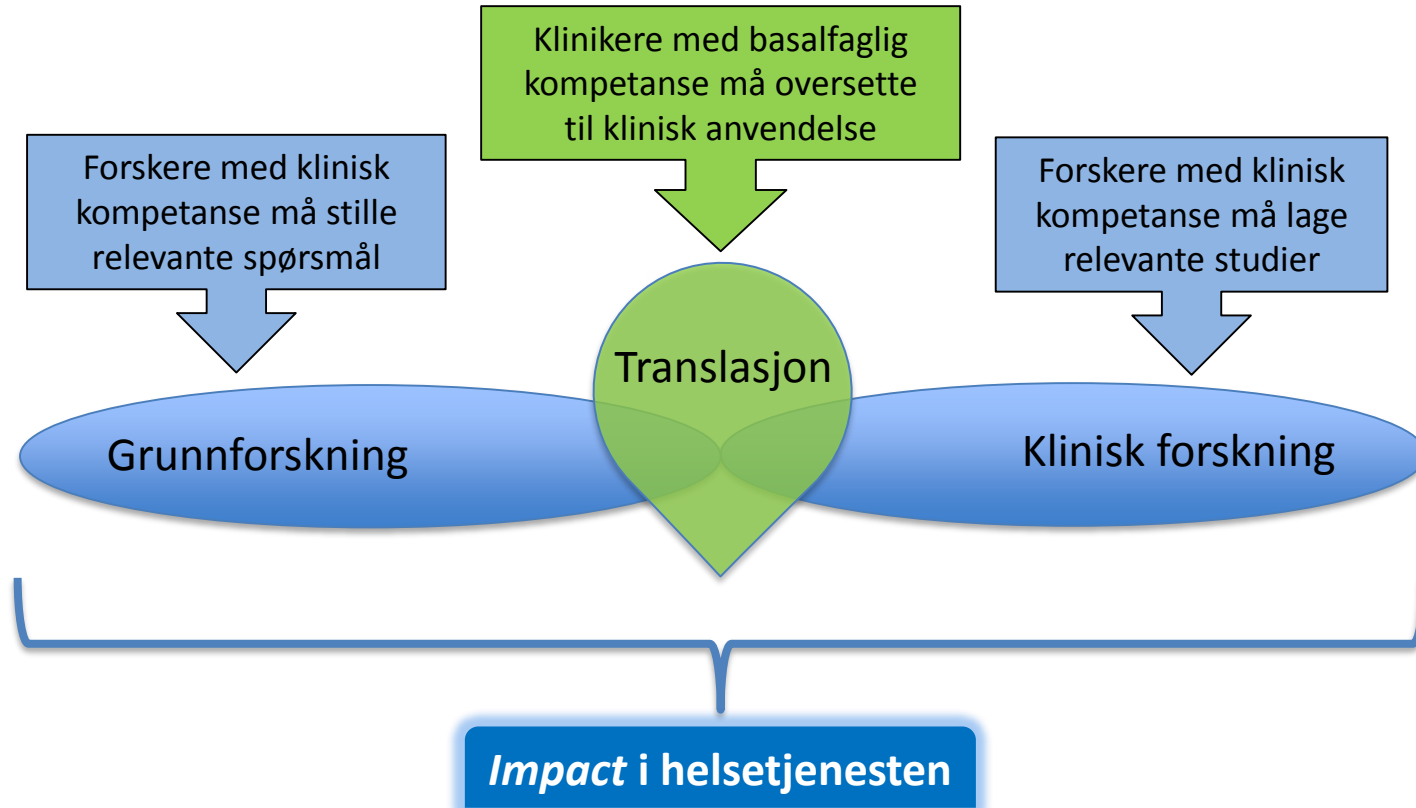 Klinikere med basalfaglig
kompetanse må oversette
til klinisk anvendelse
Forskere med klinisk
kompetanse må stille
relevante spørsmål
Forskere med klinisk
kompetanse må lage
relevante studier
Translasjon
Grunnforskning
Klinisk forskning
Impact i helsetjenesten